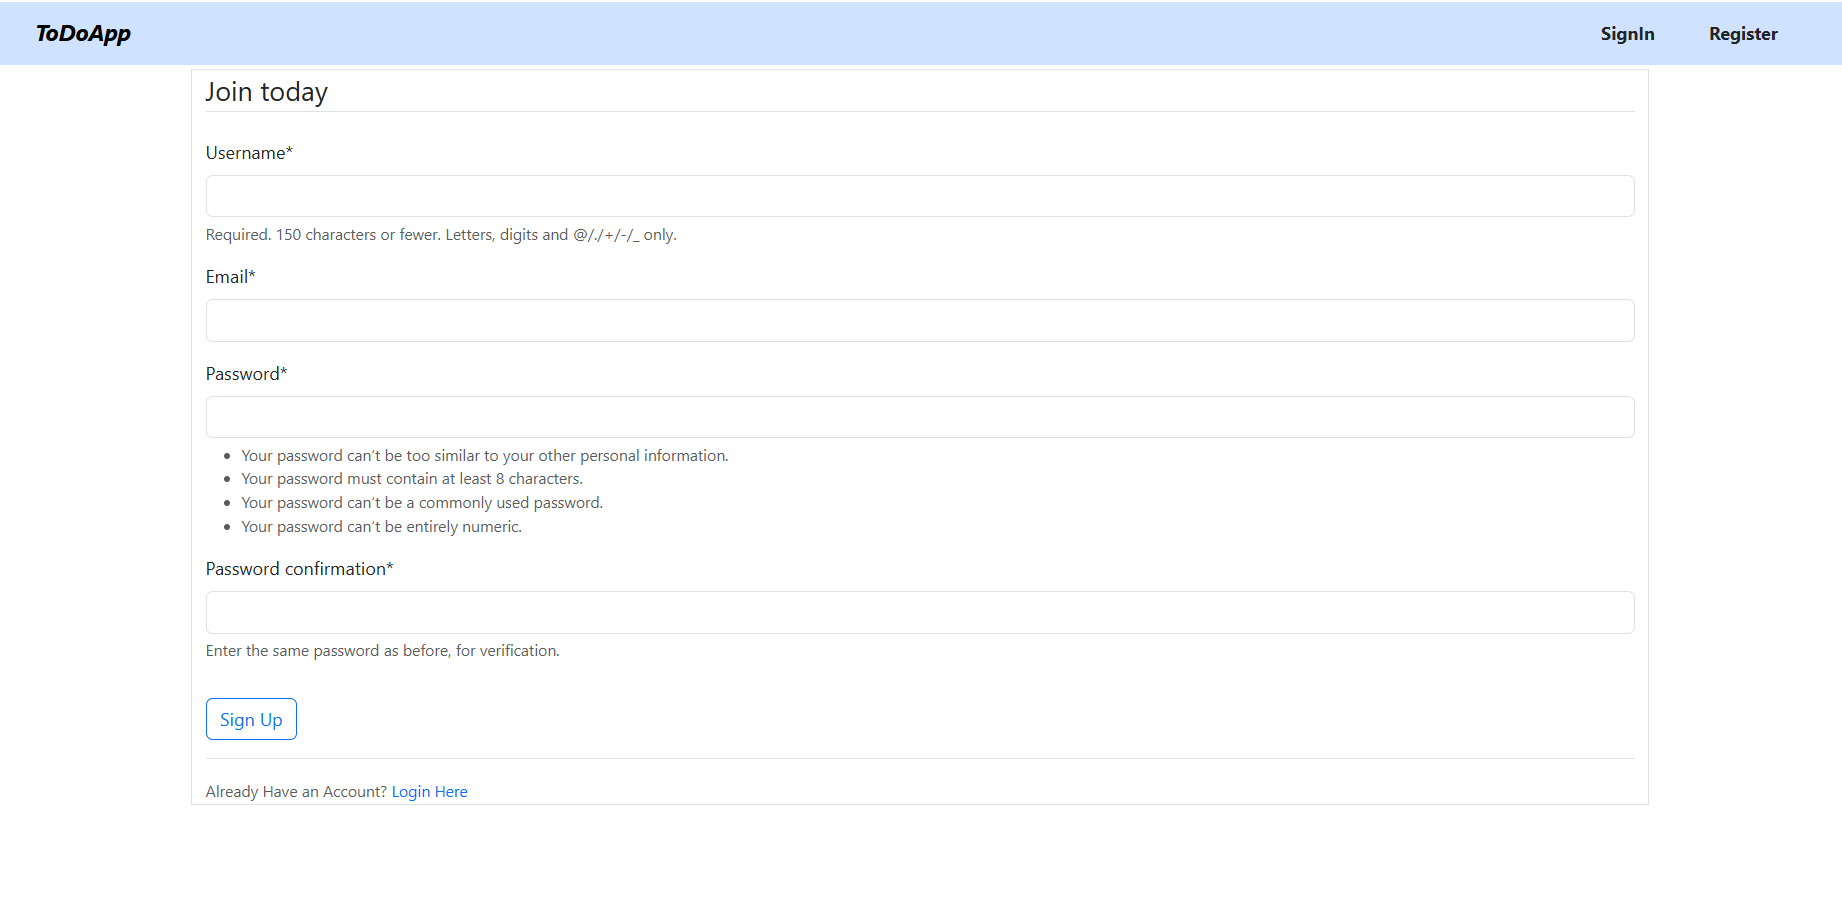 ToDoApp
SignIn
Register
Join today
Username*
Required. 150 characters or fewer. Letters, digits and @/./+/-/_ only.
Email*
Password*
Your password can’t be too similar to your other personal information.
Your password must contain at least 8 characters.
Your password can’t be a commonly used password.
Your password can’t be entirely numeric.
Password confirmation*
Enter the same password as before, for verification.
Sign Up
Already Have an Account? Login Here